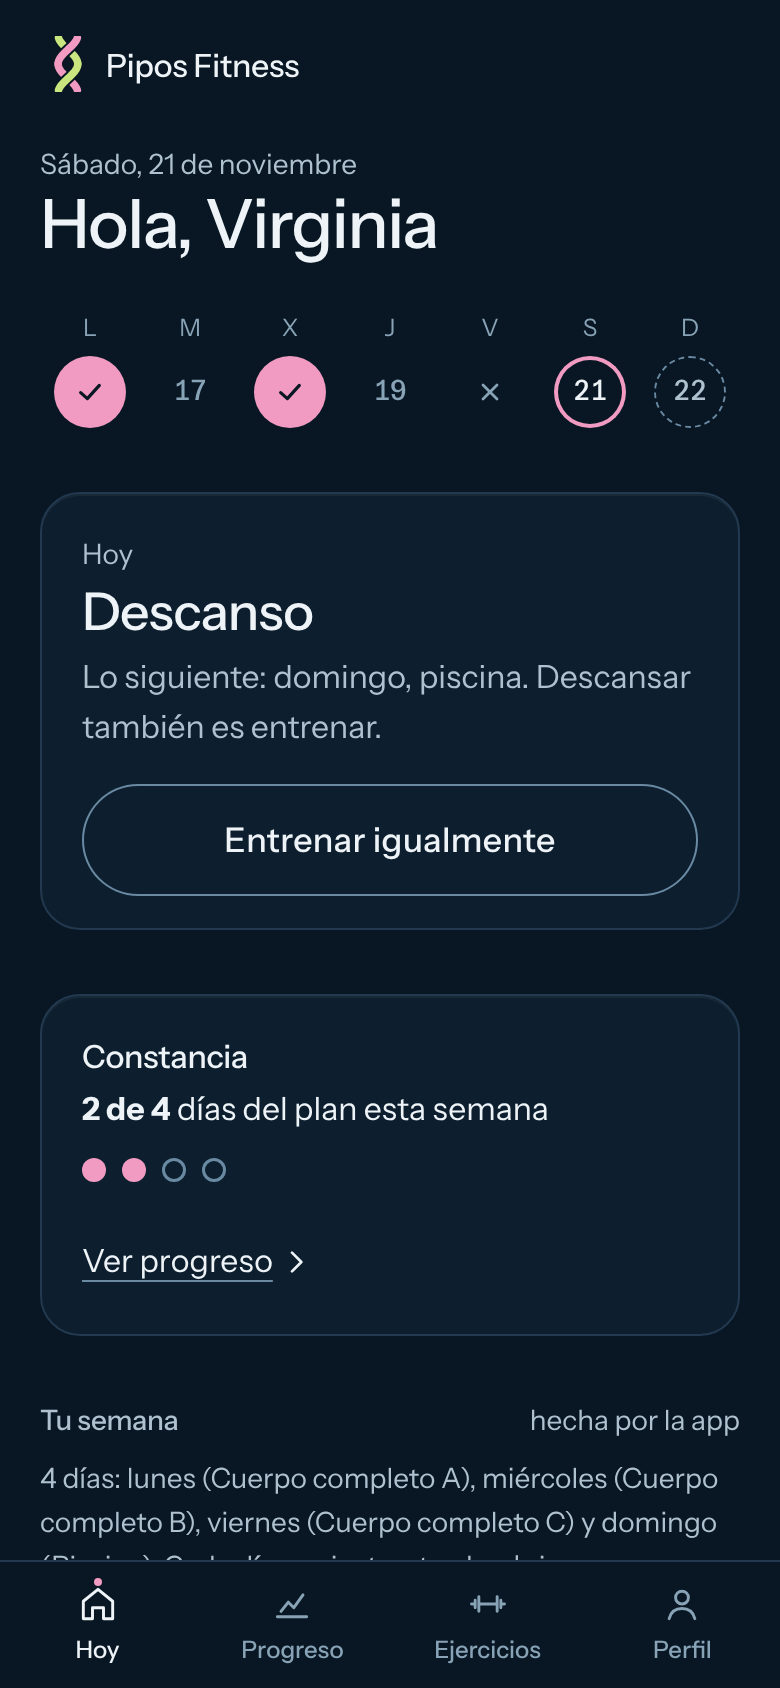 Pipos Fitness
Sábado, 21 de noviembre
Hola, Virginia
L M X J V S D
17 19 21 22
Hoy
Descanso
Lo siguiente: domingo, piscina. Descansar
también es entrenar.
Entrenar igualmente
Constancia
2 de 4 días del plan esta semana
Ver progreso
Tu semana hecha por la app
4 días: lunes (Cuerpo completo A), miércoles (Cuerpo
completo B), viernes (Cuerpo completo C) y domingo
Hoy Progreso Ejercicios Perfil